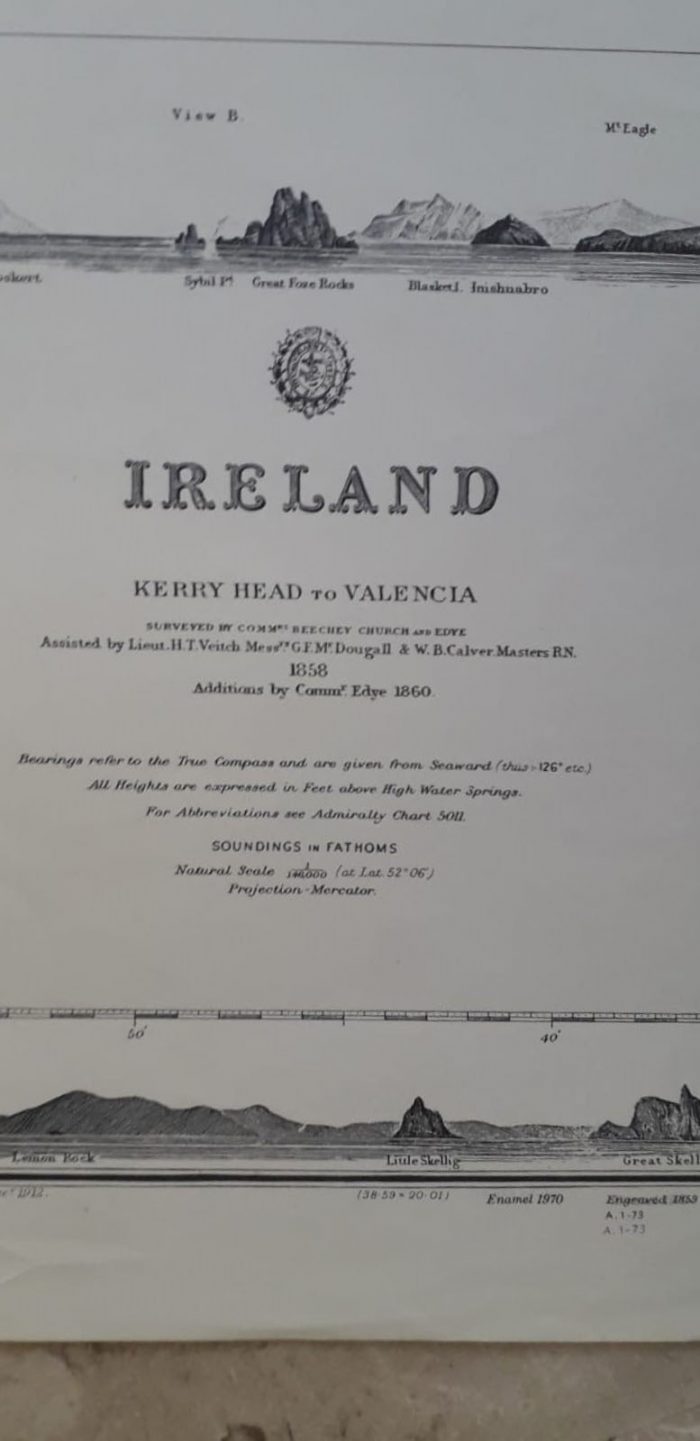 View B.
Mt Eagle
Sybil Pt. Great Foze Rocks Blasket I. Inishnabro
IRELAND
KERRY HEAD TO VALENCIA
SURVEYED BY COMMRS BEECHEY CHURCH AND EDYE
Assisted by Lieut. H.T. Veitch Messrs G.F. Mc Dougall & W. B. Calver Masters RN.
1858
Additions by Commr. Edye 1860.
Bearings refer to the True Compass and are given from Seaward (thus:-126° etc.)
All Heights are expressed in Feet above High Water Springs.
For Abbreviations see Admiralty Chart 5011.
SOUNDINGS IN FATHOMS
Natural Scale (at Lat. 52° 06')
Projection - Mercator.
50' 40'
Lemon Rock Little Skellig Great Skell
1912. (38·59 × 20·01) Enamel 1970 Engraved 1859
A. 1-73
A. 1-73